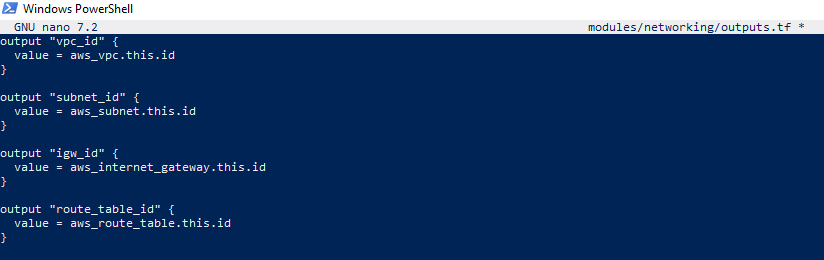 Windows PowerShell
GNU nano 7.2 modules/networking/outputs.tf *
output "vpc_id" {
  value = aws_vpc.this.id
}

output "subnet_id" {
  value = aws_subnet.this.id
}

output "igw_id" {
  value = aws_internet_gateway.this.id
}

output "route_table_id" {
  value = aws_route_table.this.id
}